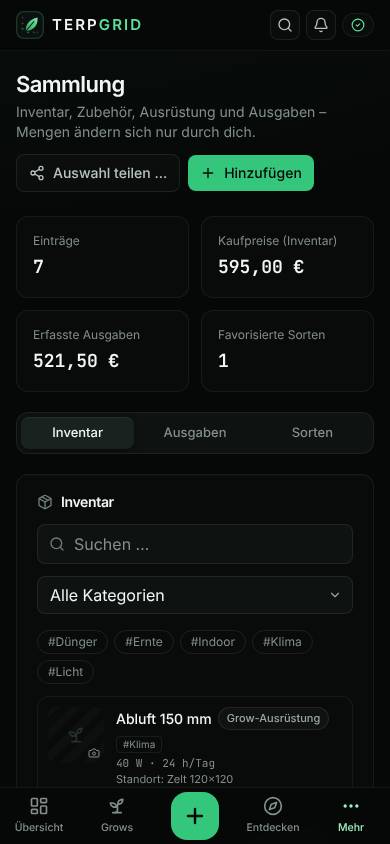 TERPGRID
Sammlung
Inventar, Zubehör, Ausrüstung und Ausgaben –
Mengen ändern sich nur durch dich.
Auswahl teilen ...
Hinzufügen
Einträge
7
Kaufpreise (Inventar)
595,00 €
Erfasste Ausgaben
521,50 €
Favorisierte Sorten
1
Inventar
Ausgaben
Sorten
Inventar
Suchen ...
Alle Kategorien
#Dünger
#Ernte
#Indoor
#Klima
#Licht
Abluft 150 mm
Grow-Ausrüstung
#Klima
40 W · 24 h/Tag
Standort: Zelt 120×120
Übersicht
Grows
Entdecken
Mehr